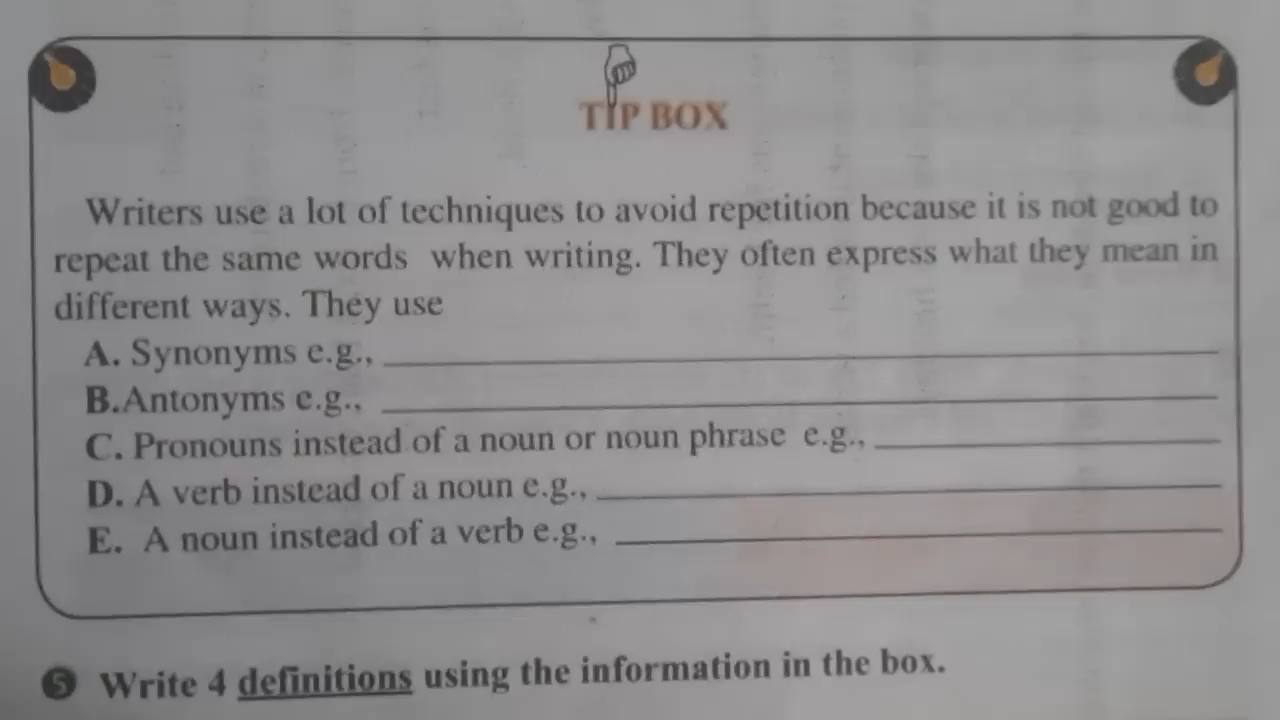 TIP BOX
Writers use a lot of techniques to avoid repetition because it is not good to
repeat the same words when writing. They often express what they mean in
different ways. They use
A. Synonyms e.g.,
B.Antonyms e.g.,
C. Pronouns instead of a noun or noun phrase e.g.,
D. A verb instead of a noun e.g.,
E. A noun instead of a verb e.g.,
5 Write 4 definitions using the information in the box.